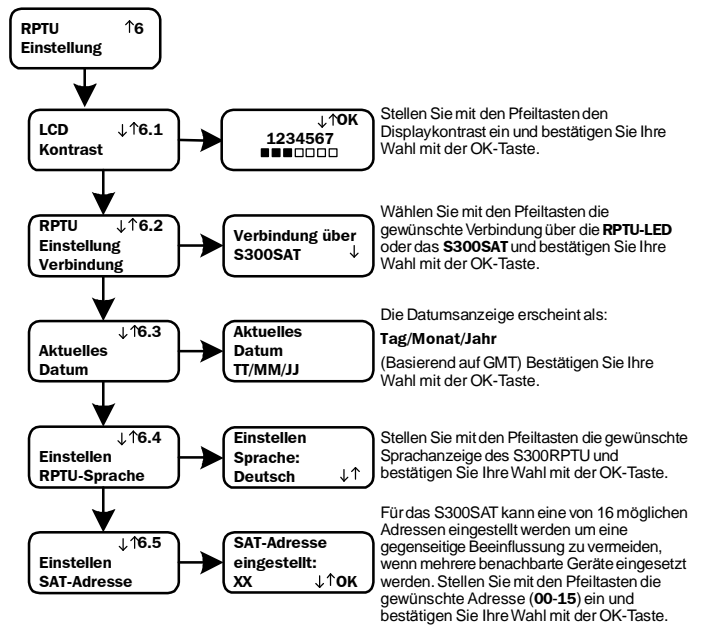 RPTU ↑6
Einstellung
LCD ↓↑6.1
Kontrast
↓↑OK
1234567
■■■□□□□
Stellen Sie mit den Pfeiltasten den
Displaykontrast ein und bestätigen Sie Ihre
Wahl mit der OK-Taste.
RPTU ↓↑6.2
Einstellung
Verbindung
Verbindung über
S300SAT ↓
Wählen Sie mit den Pfeiltasten die
gewünschte Verbindung über die RPTU-LED
oder das S300SAT und bestätigen Sie Ihre
Wahl mit der OK-Taste.
↓↑6.3
Aktuelles
Datum
Aktuelles
Datum
TT/MM/JJ
Die Datumsanzeige erscheint als:
Tag/Monat/Jahr
(Basierend auf GMT) Bestätigen Sie Ihre
Wahl mit der OK-Taste.
↓↑6.4
Einstellen
RPTU-Sprache
Einstellen
Sprache:
Deutsch ↓↑
Stellen Sie mit den Pfeiltasten die gewünschte
Sprachanzeige des S300RPTU und
bestätigen Sie Ihre Wahl mit der OK-Taste.
↓↑6.5
Einstellen
SAT-Adresse
SAT-Adresse
eingestellt:
XX ↓↑OK
Für das S300SAT kann eine von 16 möglichen
Adressen eingestellt werden um eine
gegenseitige Beeinflussung zu vermeiden,
wenn mehrere benachbarte Geräte eingesetzt
werden. Stellen Sie mit den Pfeiltasten die
gewünschte Adresse (00-15) ein und
bestätigen Sie Ihre Wahl mit der OK-Taste.